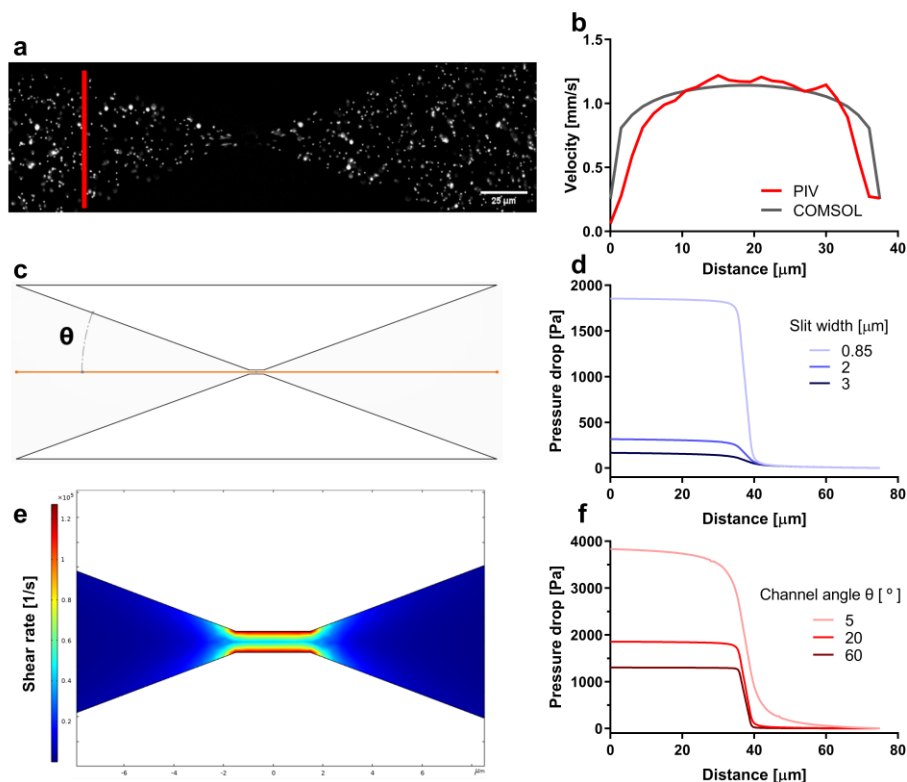 a
25 µm
b
Velocity [mm/s]
1.5
1.0
0.5
0.0
0 10 20 30 40
PIV
COMSOL
Distance [µm]
c
θ
d
Pressure drop [Pa]
2000
1500
1000
500
0
0 20 40 60 80
Slit width [µm]
0.85
2
3
Distance [µm]
e
Shear rate [1/s]
×10⁵
1.2
1
0.8
0.6
0.4
0.2
-6 -4 -2 0 2 4 6 µm
f
Pressure drop [Pa]
4000
3000
2000
1000
0
0 20 40 60 80
Channel angle θ [ º ]
5
20
60
Distance [µm]